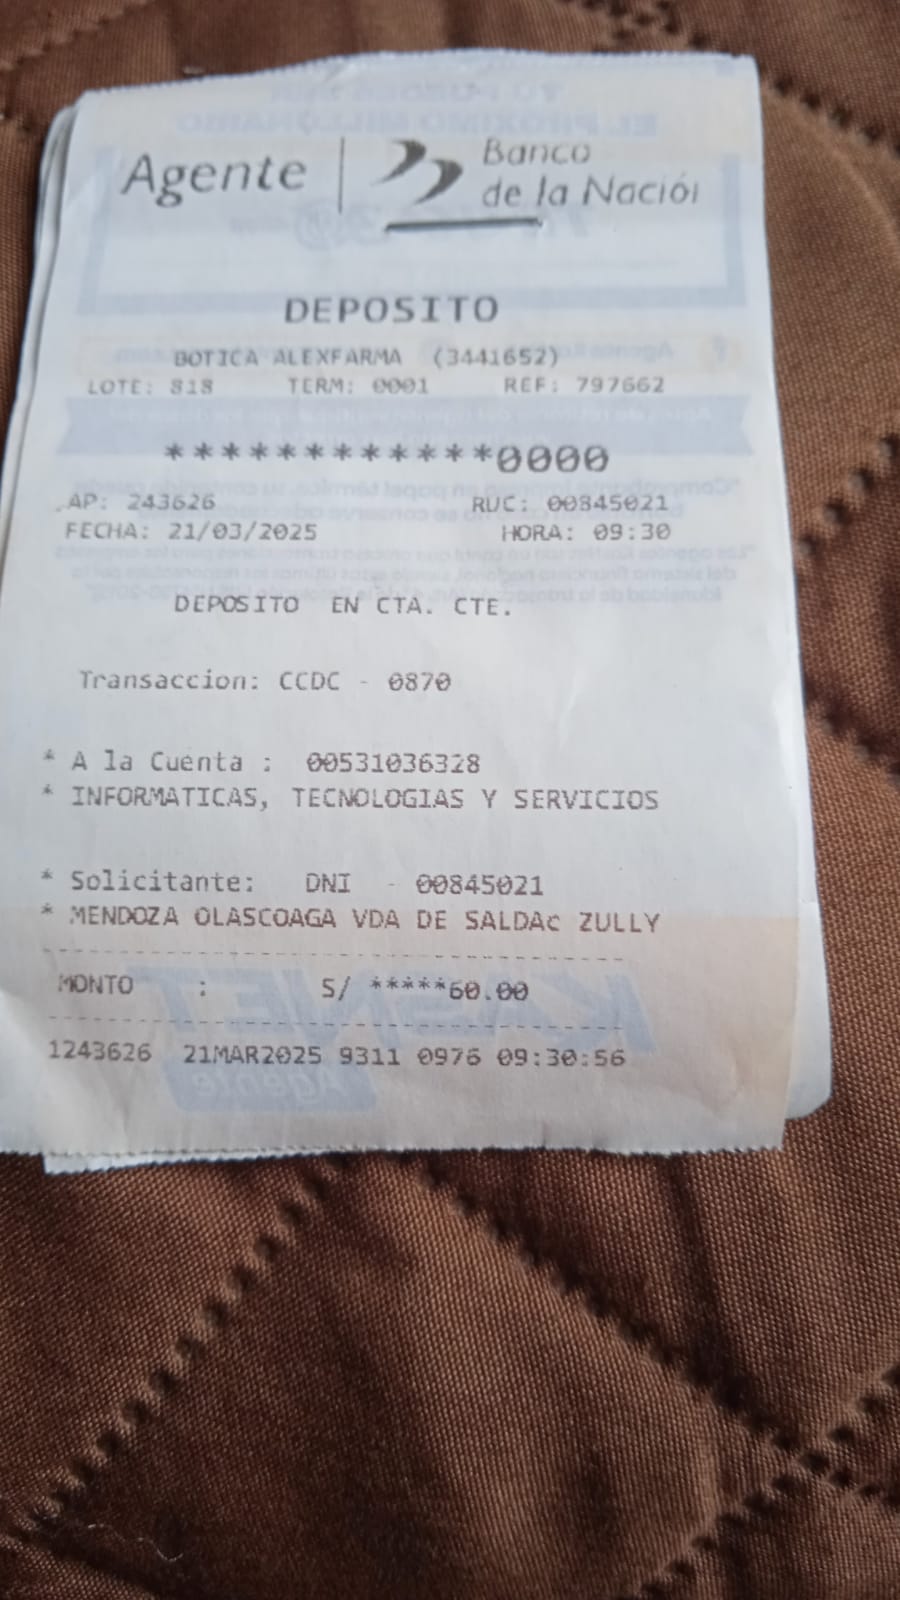 Agente | Banco
de la Nació
DEPOSITO
BOTICA ALEXFARMA (3441652)
LOTE: 818 TERM: 0001 REF: 797662
************0000
AP: 243626 RUC: 00845021
FECHA: 21/03/2025 HORA: 09:30
DEPOSITO EN CTA. CTE.
Transaccion: CCDC - 0870
* A la Cuenta : 00531036328
* INFORMATICAS, TECNOLOGIAS Y SERVICIOS
* Solicitante: DNI - 00845021
* MENDOZA OLASCOAGA VDA DE SALDAc ZULLY
MONTO : S/ *****60.00
1243626 21MAR2025 9311 0976 09:30:56